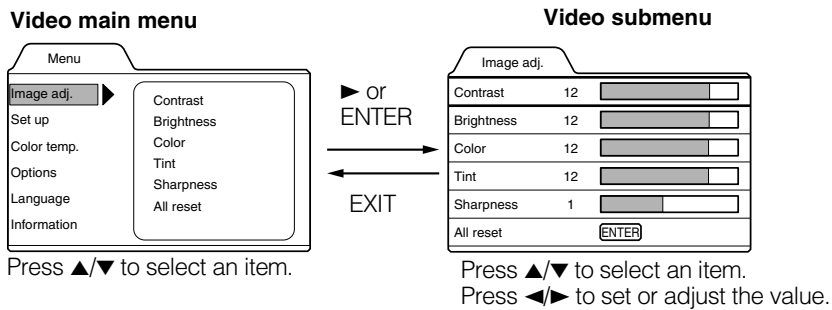 Video main menu
Menu
Image adj.
Set up
Color temp.
Options
Language
Information
Contrast
Brightness
Color
Tint
Sharpness
All reset
Press ▲/▼ to select an item.
► or
ENTER
EXIT
Video submenu
Image adj.
Contrast 12
Brightness 12
Color 12
Tint 12
Sharpness 1
All reset ENTER
Press ▲/▼ to select an item.
Press ◄/► to set or adjust the value.